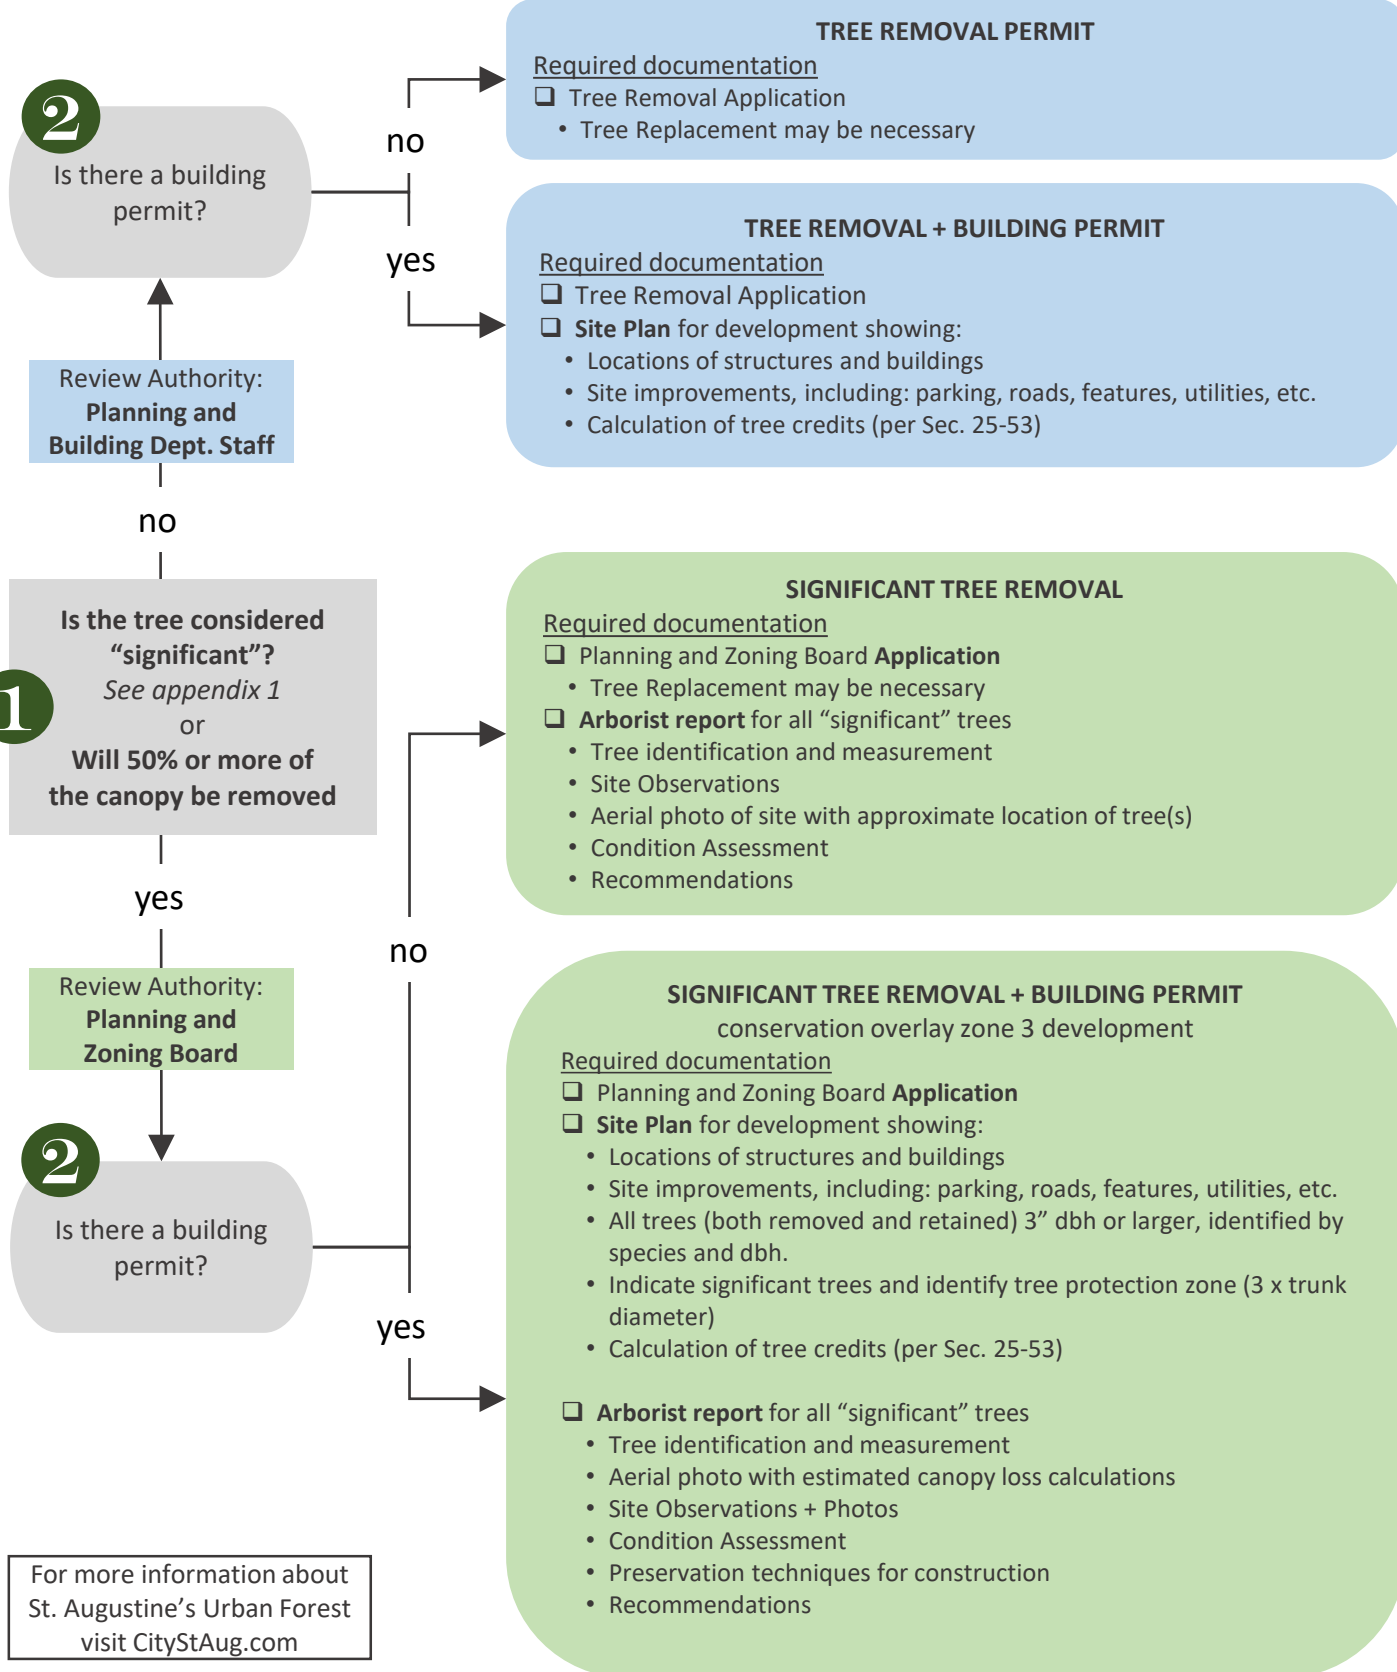 2
Is there a building
permit?
no
yes
TREE REMOVAL PERMIT
Required documentation
❑ Tree Removal Application
• Tree Replacement may be necessary
TREE REMOVAL + BUILDING PERMIT
Required documentation
❑ Tree Removal Application
❑ Site Plan for development showing:
• Locations of structures and buildings
• Site improvements, including: parking, roads, features, utilities, etc.
• Calculation of tree credits (per Sec. 25-53)
Review Authority:
Planning and
Building Dept. Staff
no
1
Is the tree considered
“significant”?
See appendix 1
or
Will 50% or more of
the canopy be removed
yes
Review Authority:
Planning and
Zoning Board
2
Is there a building
permit?
no
yes
SIGNIFICANT TREE REMOVAL
Required documentation
❑ Planning and Zoning Board Application
• Tree Replacement may be necessary
❑ Arborist report for all “significant” trees
• Tree identification and measurement
• Site Observations
• Aerial photo of site with approximate location of tree(s)
• Condition Assessment
• Recommendations
SIGNIFICANT TREE REMOVAL + BUILDING PERMIT
conservation overlay zone 3 development
Required documentation
❑ Planning and Zoning Board Application
❑ Site Plan for development showing:
• Locations of structures and buildings
• Site improvements, including: parking, roads, features, utilities, etc.
• All trees (both removed and retained) 3” dbh or larger, identified by
species and dbh.
• Indicate significant trees and identify tree protection zone (3 x trunk
diameter)
• Calculation of tree credits (per Sec. 25-53)
❑ Arborist report for all “significant” trees
• Tree identification and measurement
• Aerial photo with estimated canopy loss calculations
• Site Observations + Photos
• Condition Assessment
• Preservation techniques for construction
• Recommendations
For more information about
St. Augustine’s Urban Forest
visit CityStAug.com